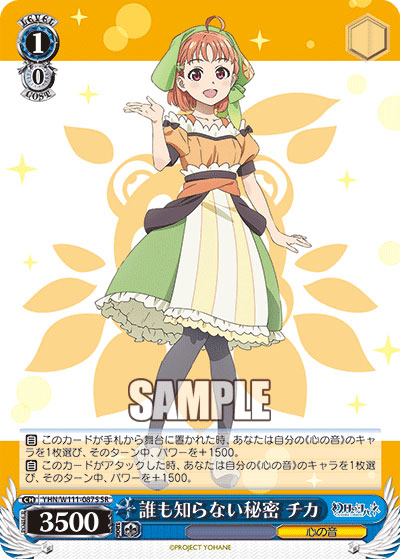 LEVEL
1
0
COST
SAMPLE
自 このカードが手札から舞台に置かれた時、あなたは自分の《心の音》のキャ
ラを1枚選び、そのターン中、パワーを+1500。
自 このカードがアタックした時、あなたは自分の《心の音》のキャラを1枚選
び、そのターン中、パワーを+1500。
CH YHN/W111-087SSR
3500
誰も知らない秘密 チカ
心の音
©PROJECT YOHANE